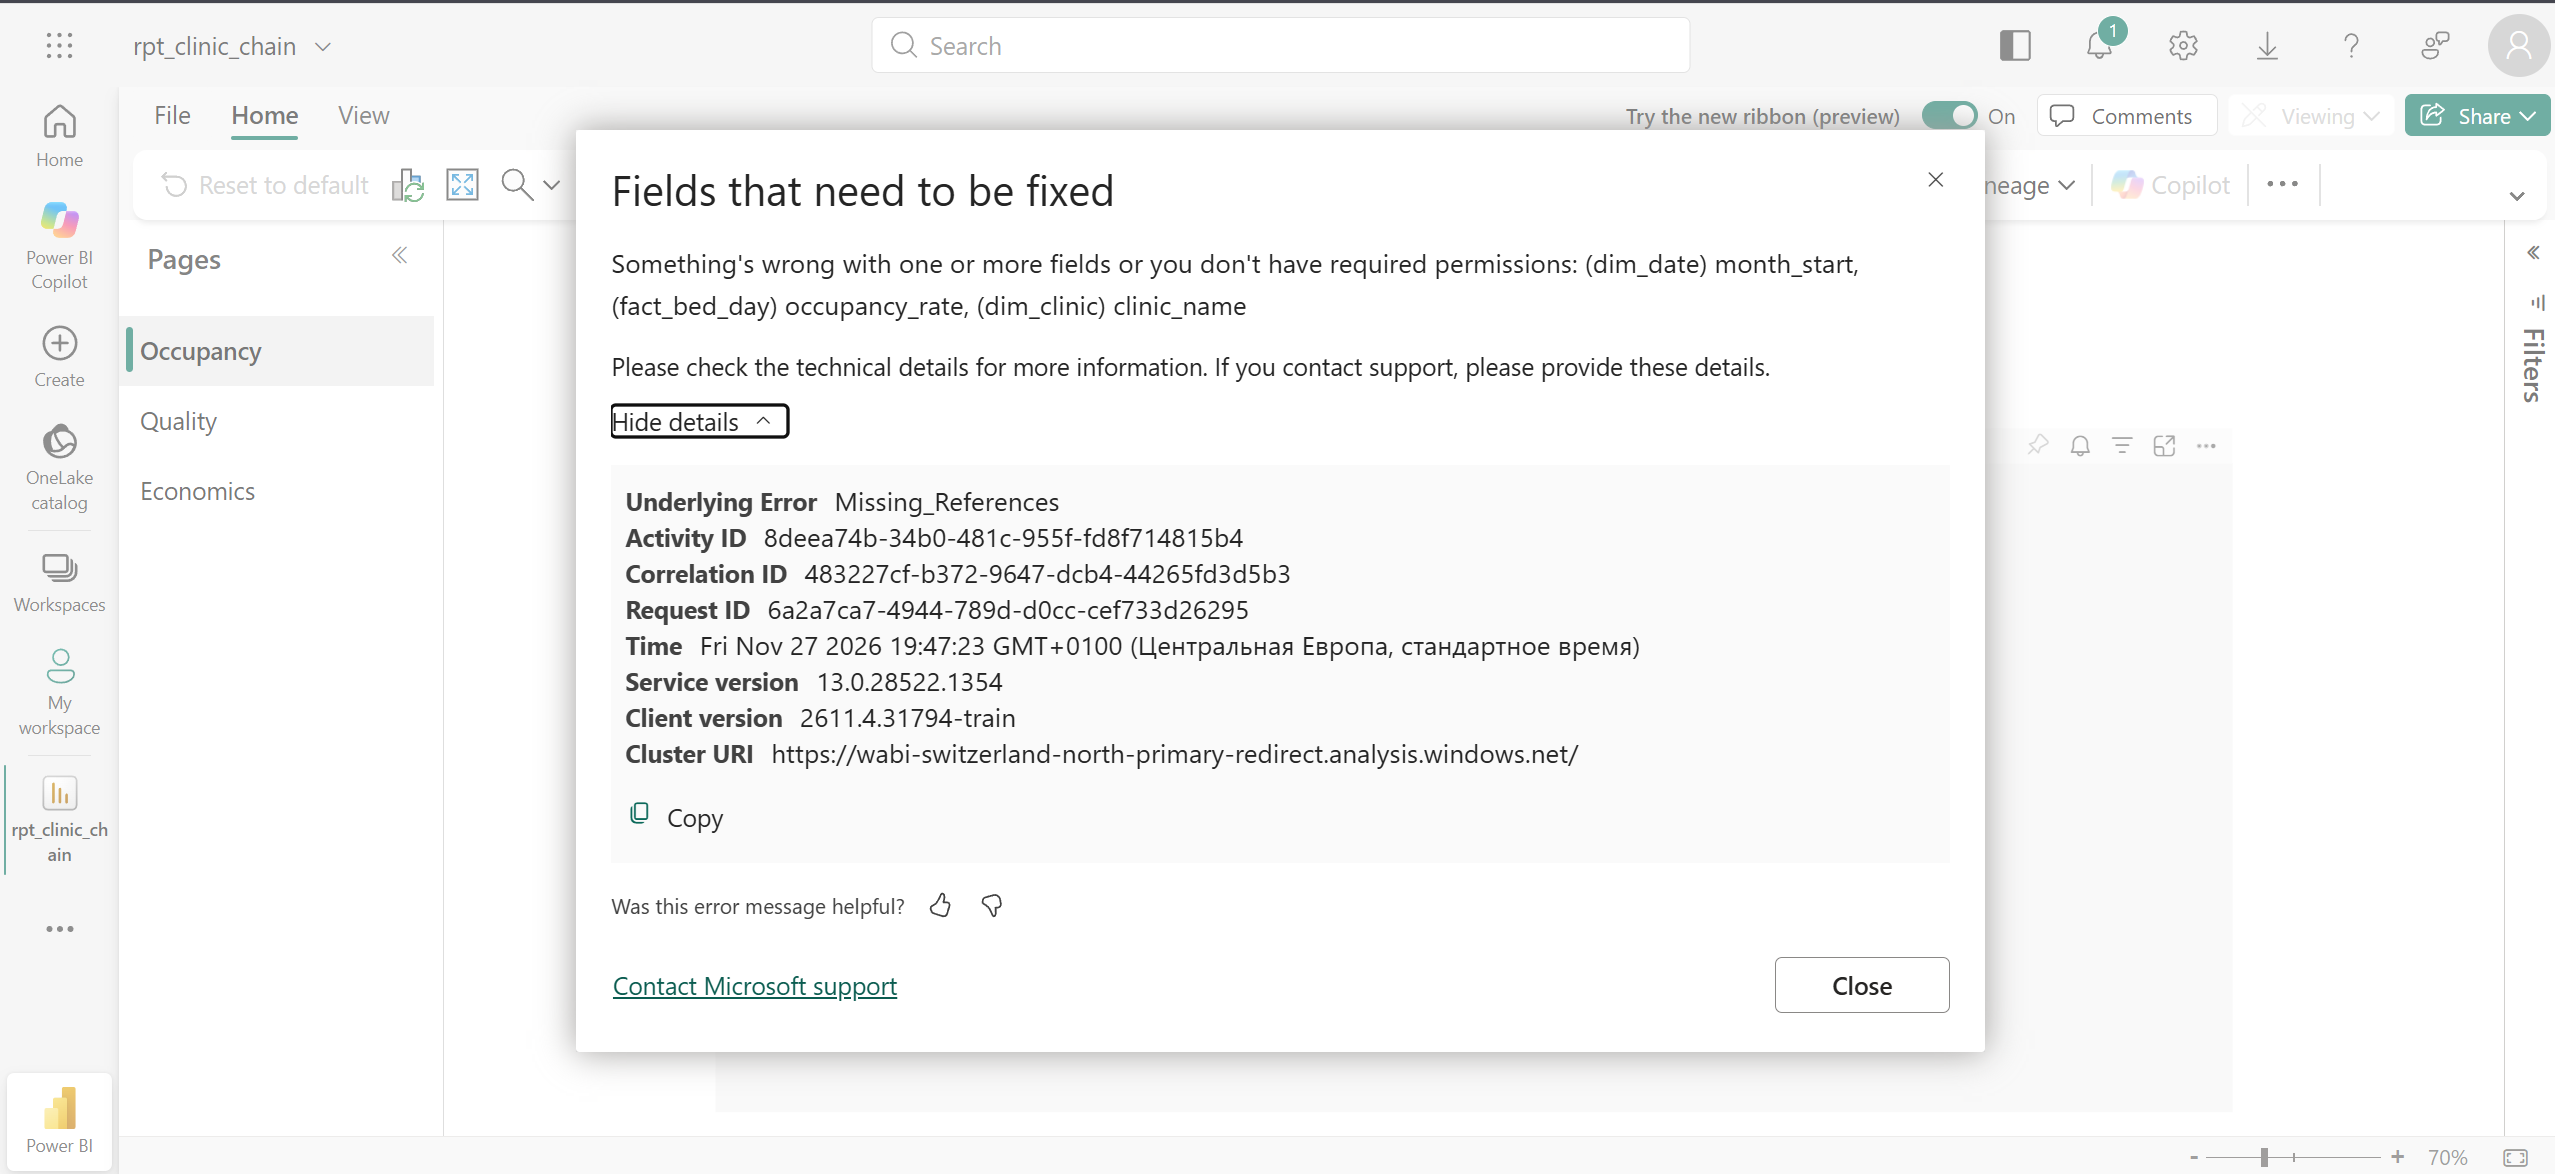 rpt_clinic_chain
Search
1
File
Home
View
Try the new ribbon (preview)
On
Comments
Viewing
Share
Reset to default
neage
Copilot
Home
Power BI
Copilot
Create
OneLake
catalog
Workspaces
My
workspace
rpt_clinic_ch
ain
Power BI
Pages
Occupancy
Quality
Economics
Fields that need to be fixed
Something's wrong with one or more fields or you don't have required permissions: (dim_date) month_start,
(fact_bed_day) occupancy_rate, (dim_clinic) clinic_name
Please check the technical details for more information. If you contact support, please provide these details.
Hide details
Underlying Error Missing_References
Activity ID 8deea74b-34b0-481c-955f-fd8f714815b4
Correlation ID 483227cf-b372-9647-dcb4-44265fd3d5b3
Request ID 6a2a7ca7-4944-789d-d0cc-cef733d26295
Time Fri Nov 27 2026 19:47:23 GMT+0100 (Центральная Европа, стандартное время)
Service version 13.0.28522.1354
Client version 2611.4.31794-train
Cluster URI https://wabi-switzerland-north-primary-redirect.analysis.windows.net/
Copy
Was this error message helpful?
Contact Microsoft support
Close
Filters
- + 70%